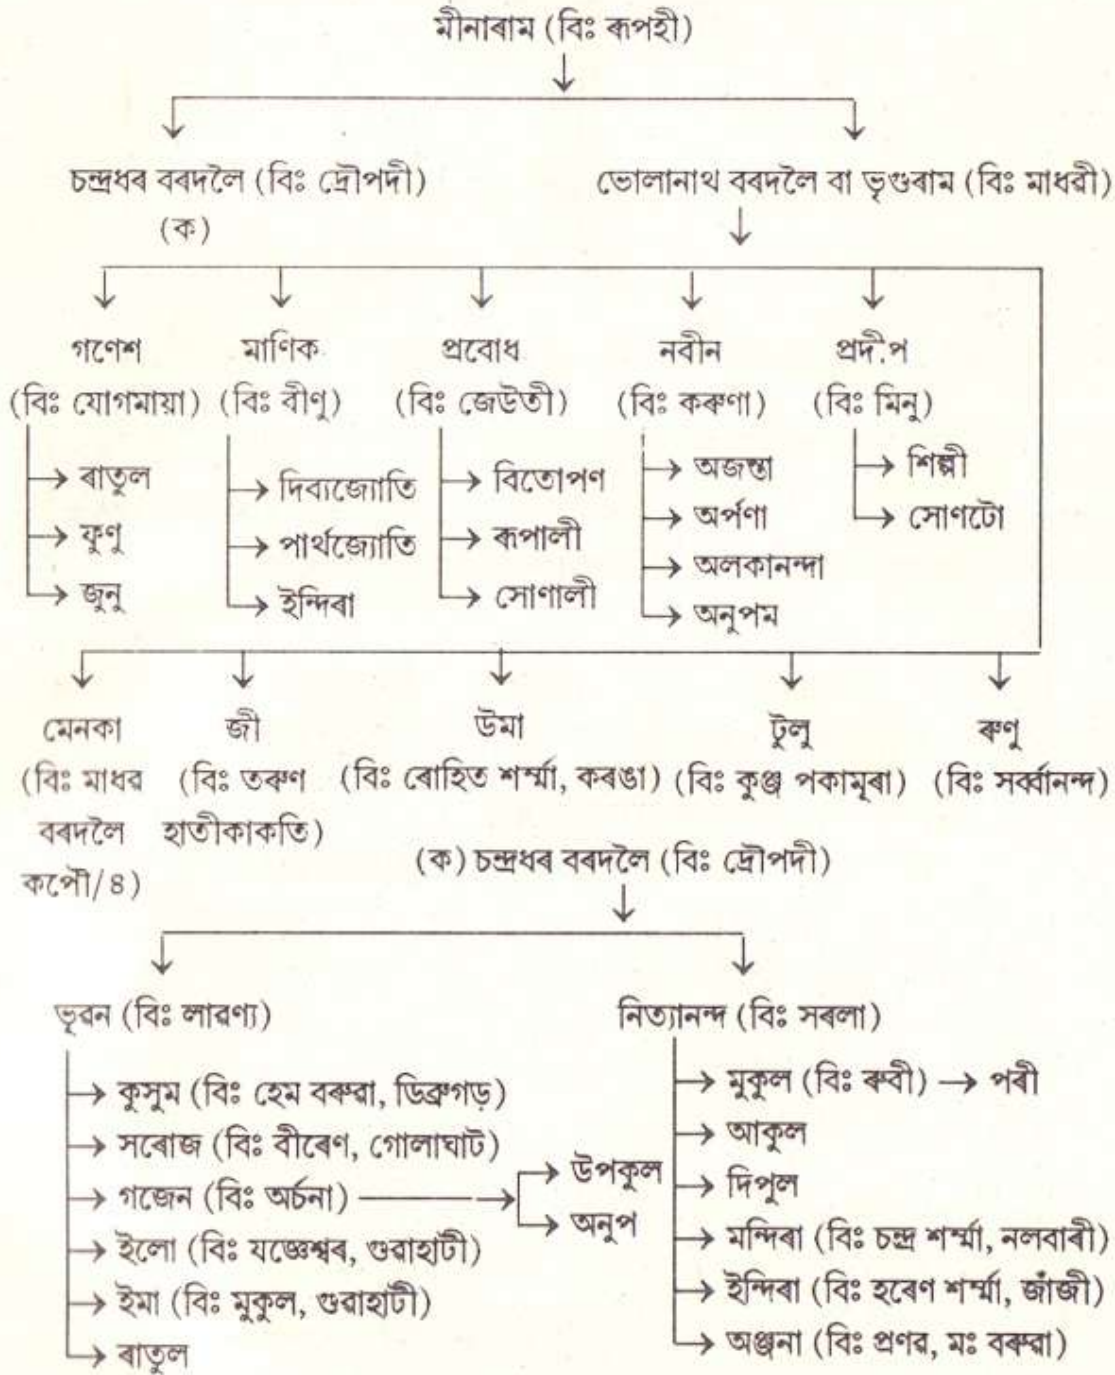 মীনাৰাম (বিঃ ৰূপহী)
চন্দ্ৰধৰ বৰদলৈ (বিঃ দ্ৰৌপদী) ভোলানাথ বৰদলৈ বা ভৃগুৰাম (বিঃ মাধৱী)
(ক)
গণেশ মাণিক প্ৰবোধ নবীন প্ৰদীপ
(বিঃ যোগমায়া) (বিঃ বীণু) (বিঃ জেউতী) (বিঃ কৰুণা) (বিঃ মিনু)
→ ৰাতুল → দিব্যজ্যোতি → বিতোপণ → অজন্তা → শিল্পী
→ ফুণু → পাৰ্থজ্যোতি → ৰূপালী → অৰ্পণা → সোণটো
→ জুনু → ইন্দিৰা → সোণালী → অলকানন্দা
→ অনুপম
মেনকা জী উমা টুলু ৰুণু
(বিঃ মাধৱ (বিঃ তৰুণ (বিঃ ৰোহিত শৰ্ম্মা, কৰঙা) (বিঃ কুঞ্জ পকামূৰা) (বিঃ সৰ্ব্বানন্দ)
বৰদলৈ হাতীকাকতি)
কপৌ/৪)
(ক) চন্দ্ৰধৰ বৰদলৈ (বিঃ দ্ৰৌপদী)
ভূৱন (বিঃ লাৱণ্য) নিত্যানন্দ (বিঃ সৰলা)
→ কুসুম (বিঃ হেম বৰুৱা, ডিব্ৰুগড়) → মুকুল (বিঃ ৰুবী) → পৰী
→ সৰোজ (বিঃ বীৰেণ, গোলাঘাট) → আকুল
→ গজেন (বিঃ অৰ্চনা) → উপকুল → দিপুল
→ অনুপ
→ ইলো (বিঃ যজ্ঞেশ্বৰ, গুৱাহাটী) → মন্দিৰা (বিঃ চন্দ্ৰ শৰ্ম্মা, নলবাৰী)
→ ইমা (বিঃ মুকুল, গুৱাহাটী) → ইন্দিৰা (বিঃ হৰেণ শৰ্ম্মা, জাঁজী)
→ ৰাতুল → অঞ্জনা (বিঃ প্ৰণৱ, মঃ বৰুৱা)